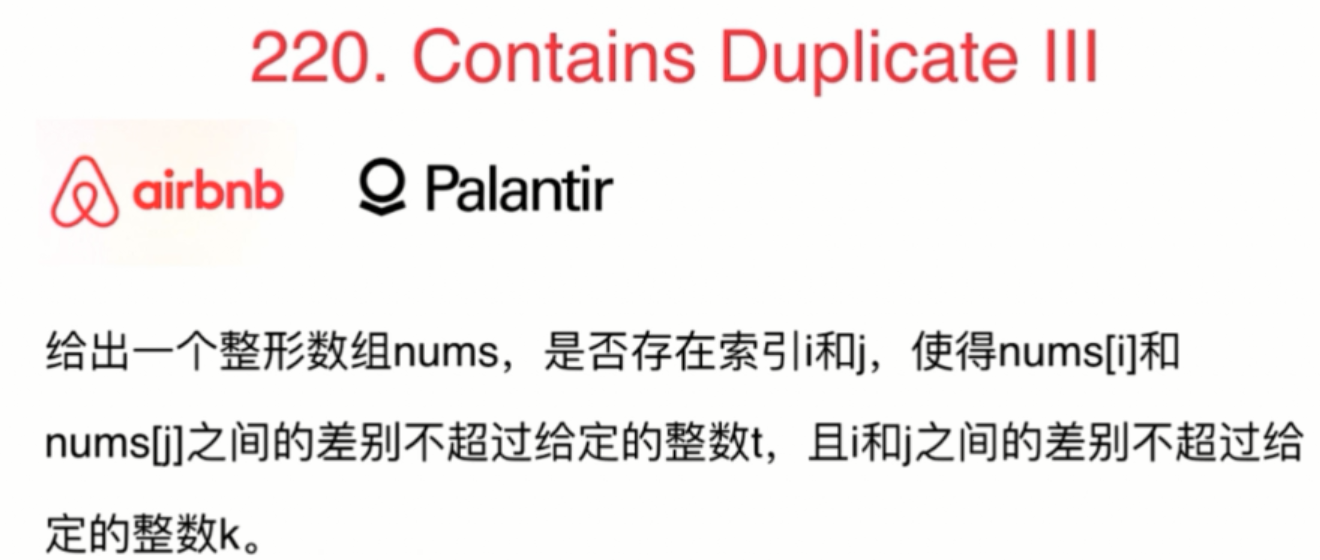 220. Contains Duplicate III
airbnb Palantir
给出一个整形数组nums，是否存在索引i和j，使得nums[i]和
nums[j]之间的差别不超过给定的整数t，且i和j之间的差别不超过给
定的整数k。